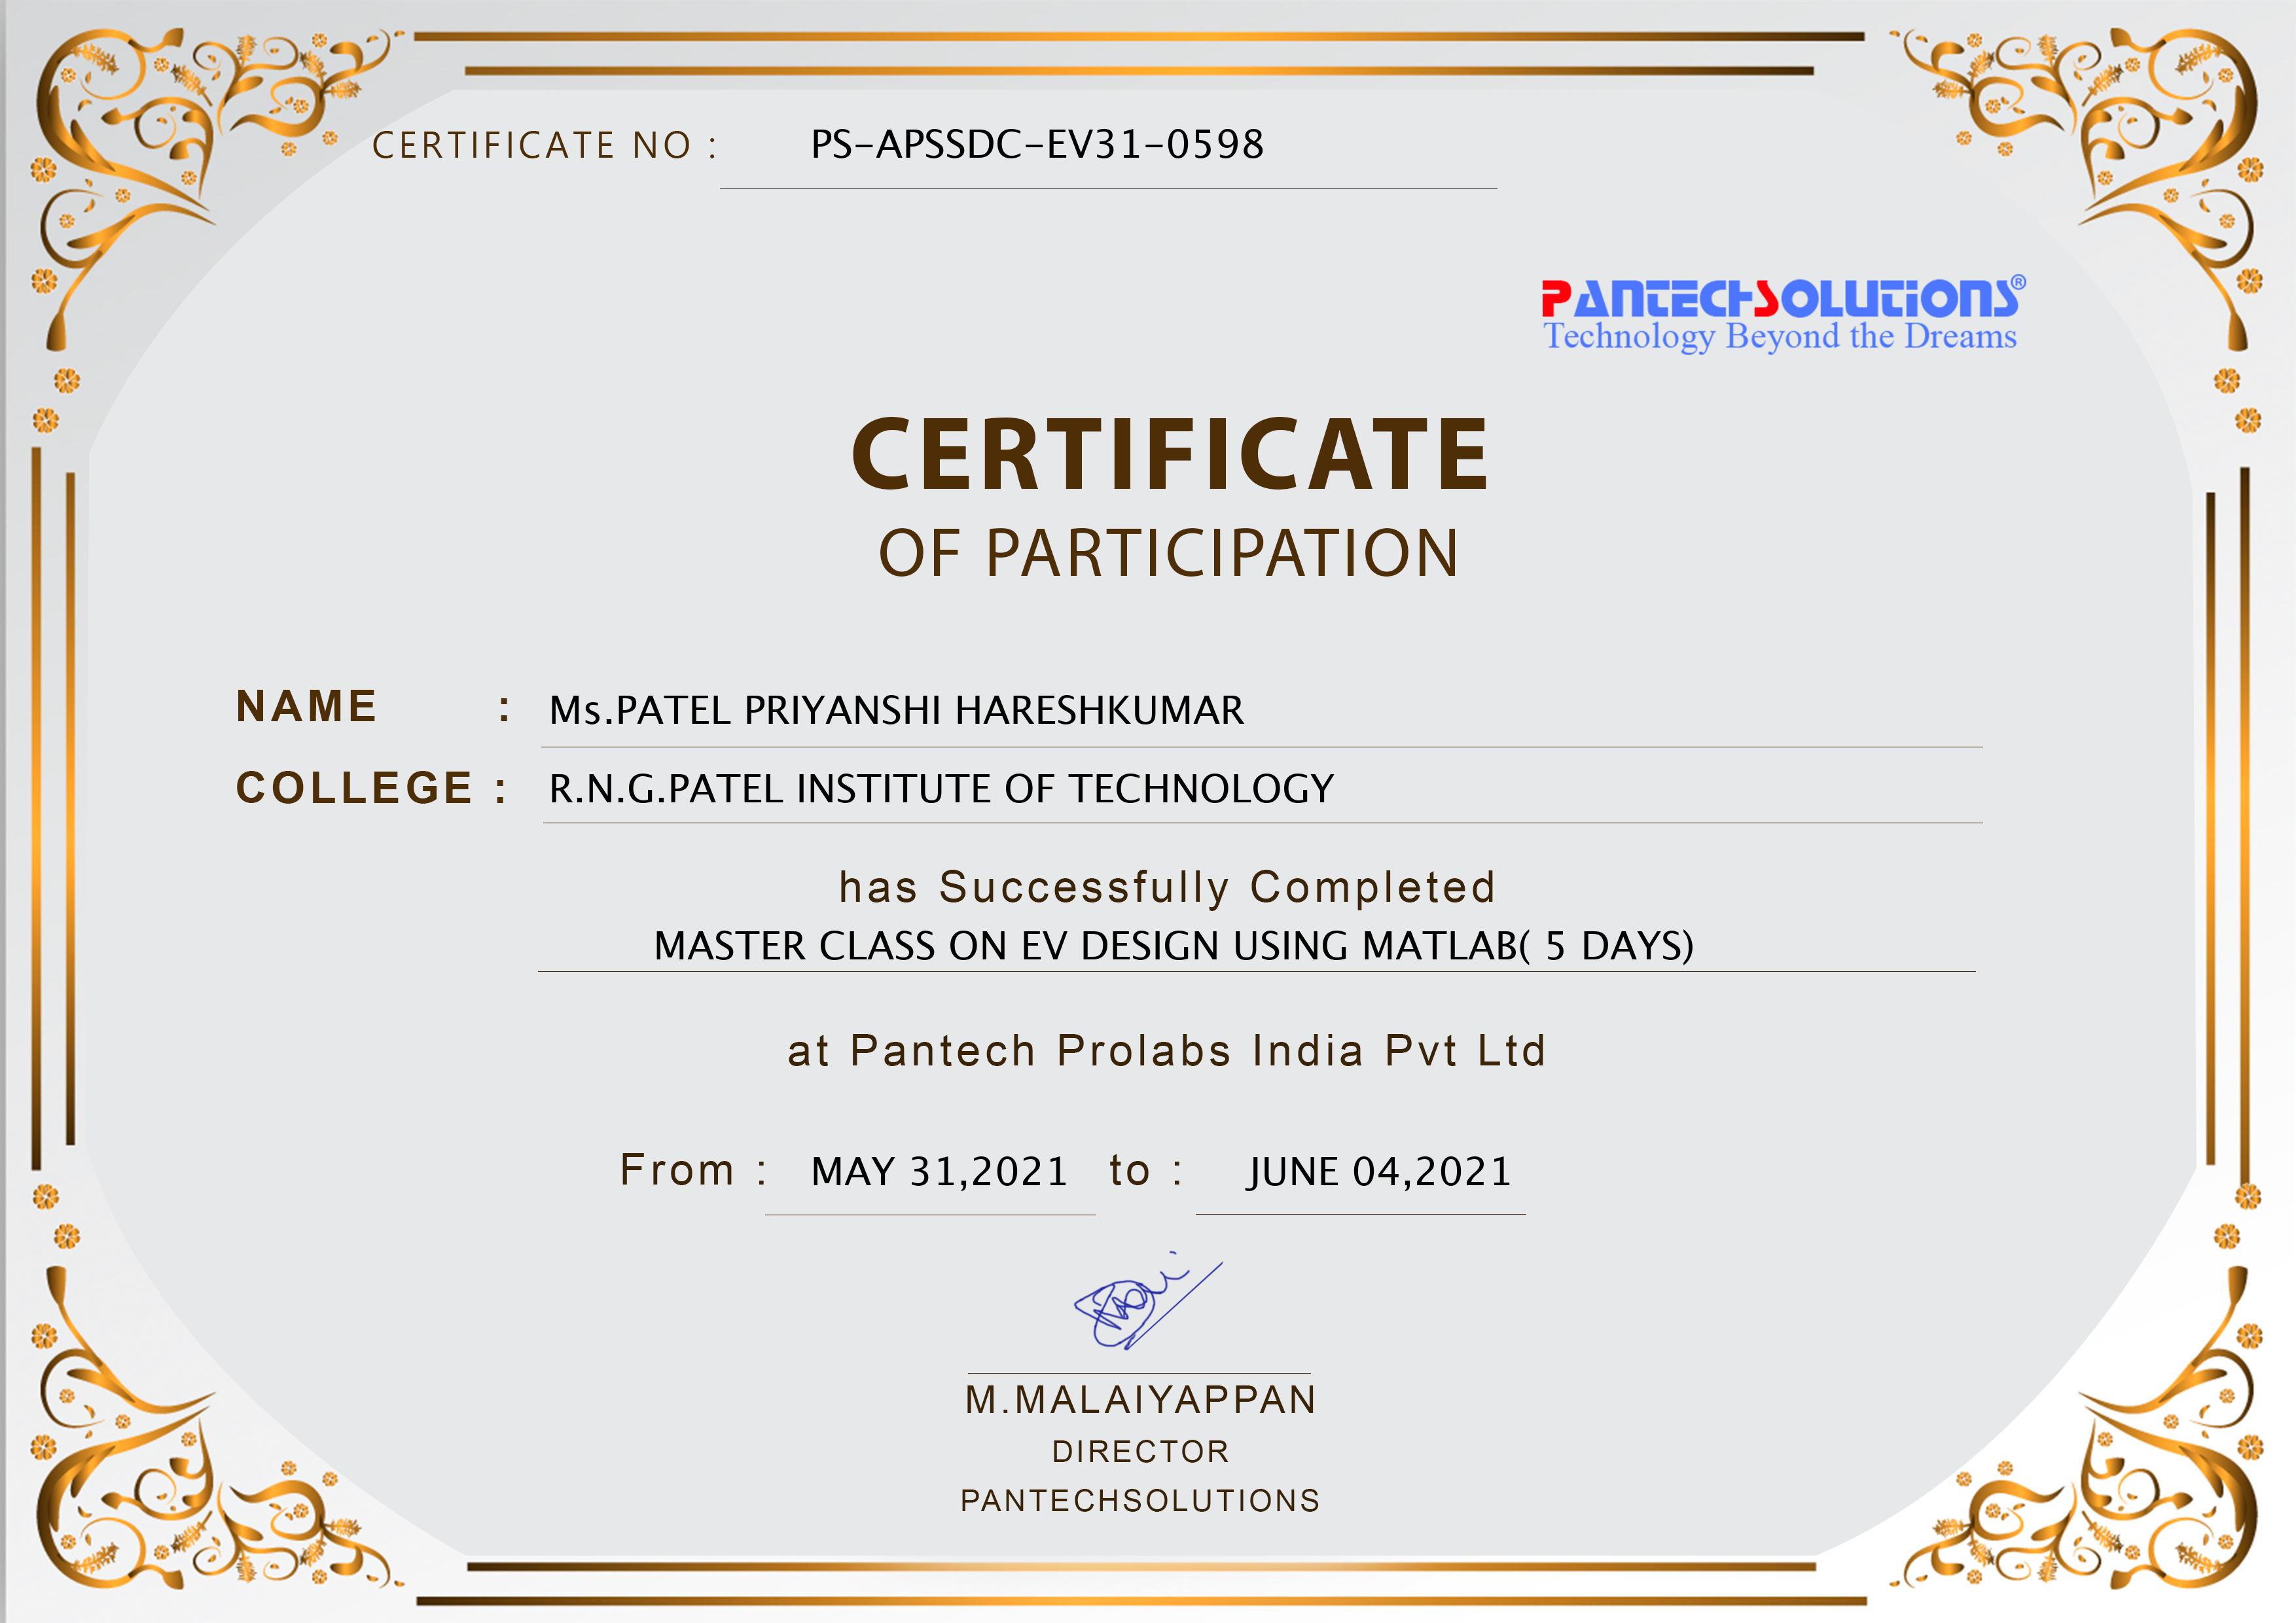 CERTIFICATE NO : PS-APSSDC-EV31-0598
PANTECHSOLUTIONS®
Technology Beyond the Dreams
CERTIFICATE
OF PARTICIPATION
NAME : Ms.PATEL PRIYANSHI HARESHKUMAR
COLLEGE : R.N.G.PATEL INSTITUTE OF TECHNOLOGY
has Successfully Completed
MASTER CLASS ON EV DESIGN USING MATLAB( 5 DAYS)
at Pantech Prolabs India Pvt Ltd
From : MAY 31,2021 to : JUNE 04,2021
M.MALAIYAPPAN
DIRECTOR
PANTECHSOLUTIONS